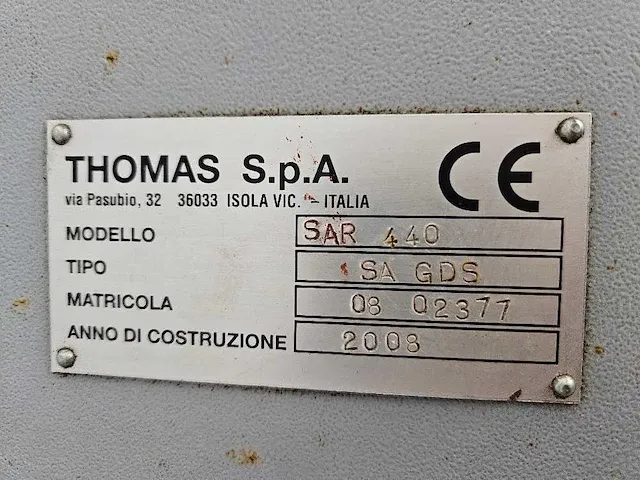 THOMAS S.p.A. CE
via Pasubio, 32 36033 ISOLA VIC. - ITALIA
MODELLO SAR 440
TIPO SA GDS
MATRICOLA 08 02377
ANNO DI COSTRUZIONE 2008